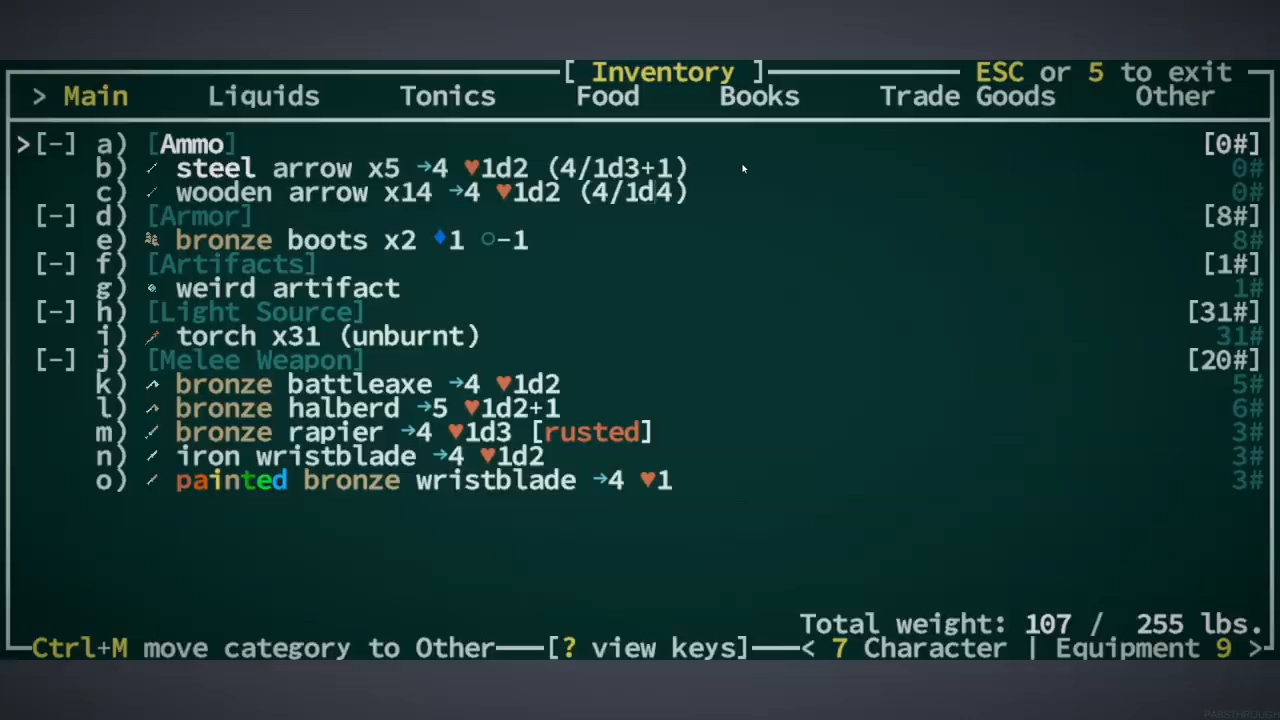 [ Inventory ] ESC or 5 to exit
> Main Liquids Tonics Food Books Trade Goods Other
>[-] a) [Ammo] [0#]
b) steel arrow x5 →4 ♥1d2 (4/1d3+1) 0#
c) wooden arrow x14 →4 ♥1d2 (4/1d4) 0#
[-] d) [Armor] [8#]
e) bronze boots x2 ♦1 ○-1 8#
[-] f) [Artifacts] [1#]
g) weird artifact 1#
[-] h) [Light Source] [31#]
i) torch x31 (unburnt) 31#
[-] j) [Melee Weapon] [20#]
k) bronze battleaxe →4 ♥1d2 5#
l) bronze halberd →5 ♥1d2+1 6#
m) bronze rapier →4 ♥1d3 [rusted] 3#
n) iron wristblade →4 ♥1d2 3#
o) painted bronze wristblade →4 ♥1 3#
Total weight: 107 / 255 lbs.
Ctrl+M move category to Other [? view keys] < 7 Character | Equipment 9 >